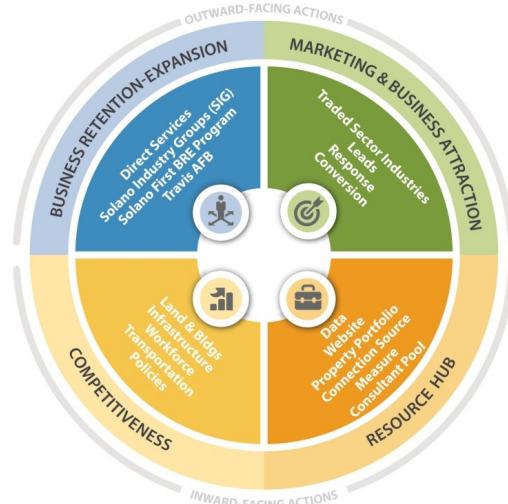 OUTWARD-FACING ACTIONS
BUSINESS RETENTION-EXPANSION
Direct Services
Solano Industry Groups (SIG)
Solano First BRE Program
Travis AFB
MARKETING & BUSINESS ATTRACTION
Traded Sector Industries
Leads
Response
Conversion
COMPETITIVENESS
Land & Bldgs
Infrastructure
Workforce
Transportation
Policies
RESOURCE HUB
Data
Website
Property Portfolio
Connection Source
Measure
Consultant Pool
INWARD-FACING ACTIONS